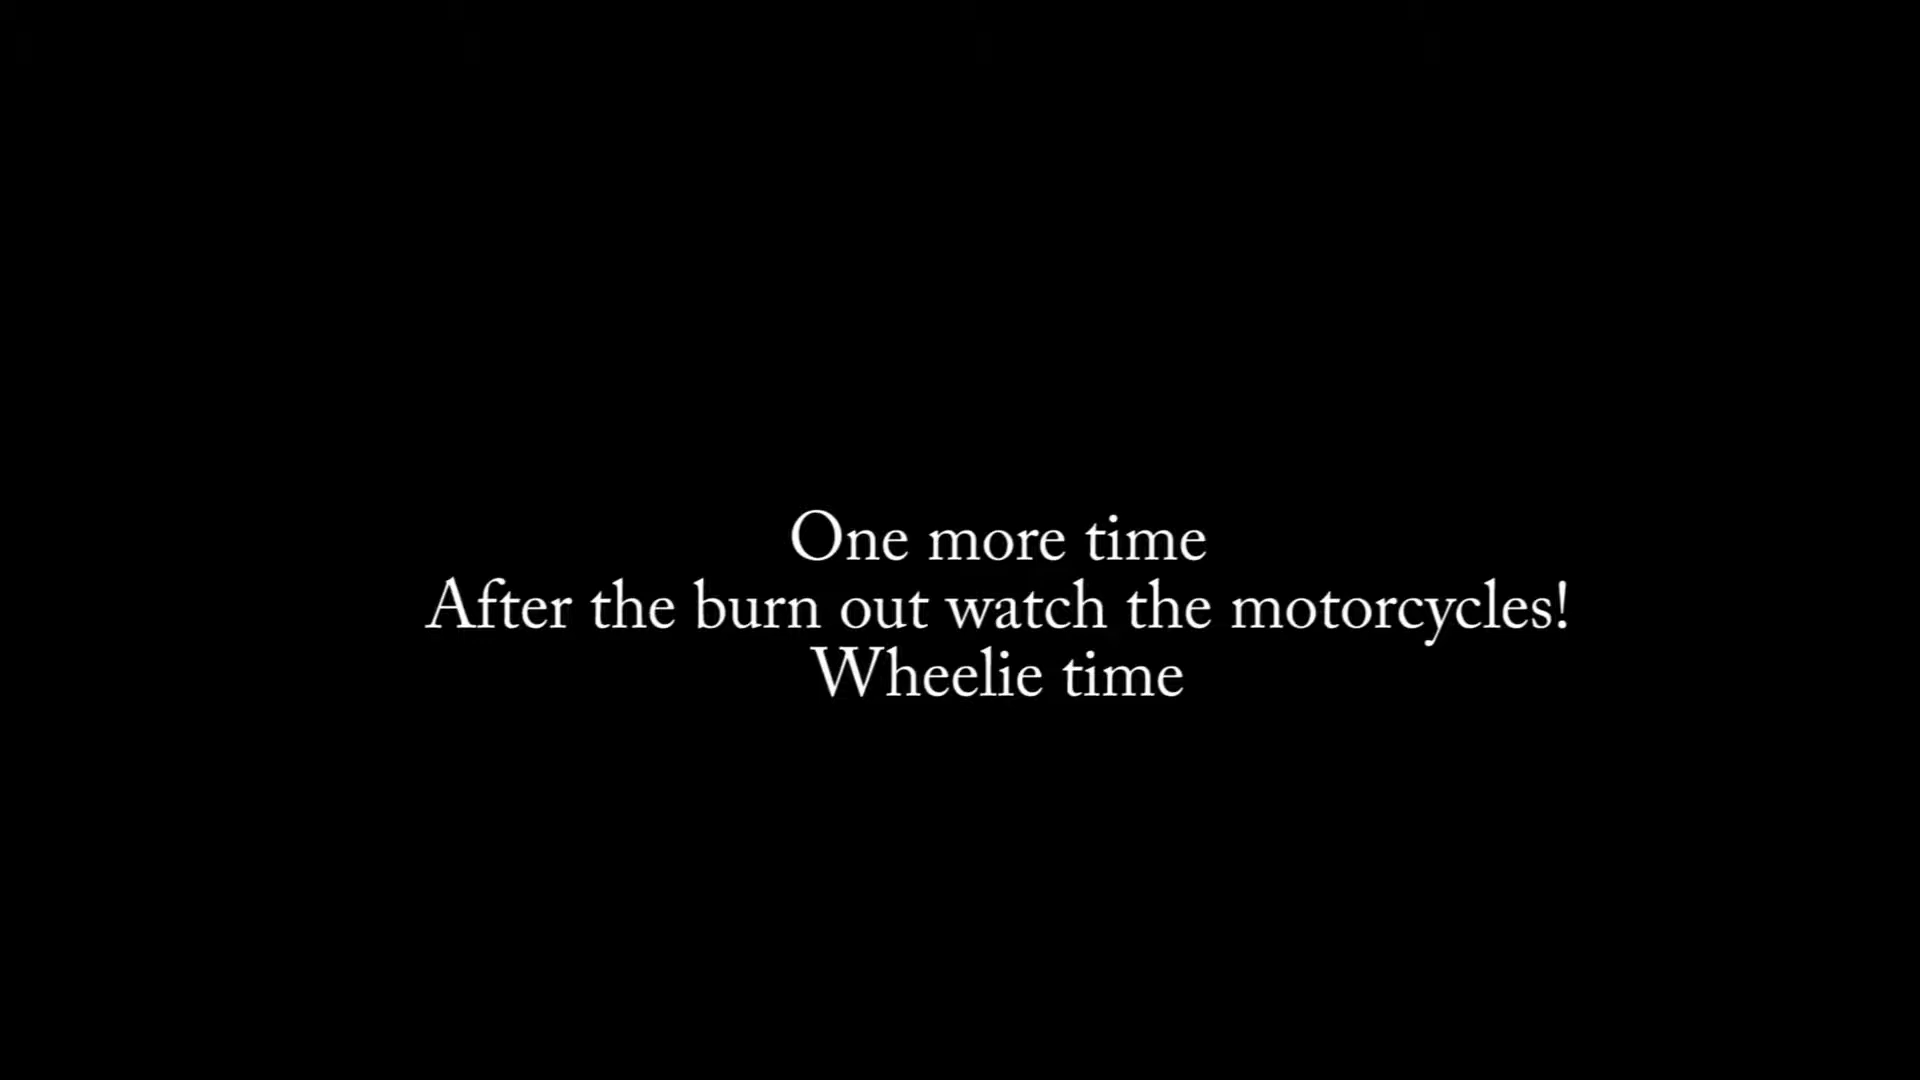 One more time
After the burn out watch the motorcycles!
Wheelie time